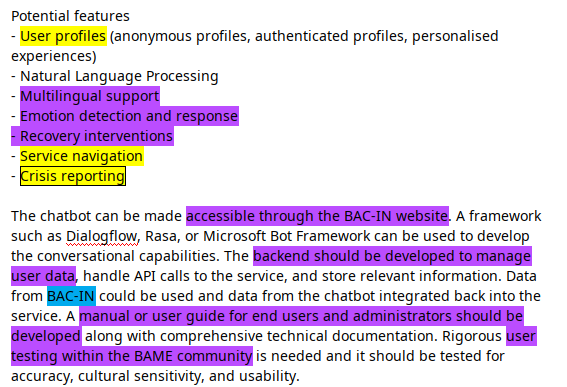 Potential features
- User profiles (anonymous profiles, authenticated profiles, personalised
experiences)
- Natural Language Processing
- Multilingual support
- Emotion detection and response
- Recovery interventions
- Service navigation
- Crisis reporting
The chatbot can be made accessible through the BAC-IN website. A framework
such as Dialogflow, Rasa, or Microsoft Bot Framework can be used to develop
the conversational capabilities. The backend should be developed to manage
user data, handle API calls to the service, and store relevant information. Data
from BAC-IN could be used and data from the chatbot integrated back into the
service. A manual or user guide for end users and administrators should be
developed along with comprehensive technical documentation. Rigorous user
testing within the BAME community is needed and it should be tested for
accuracy, cultural sensitivity, and usability.